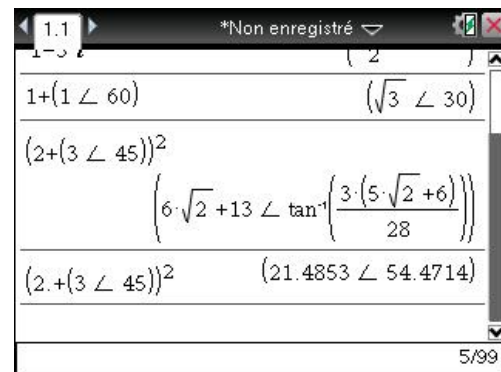 1.1 *Non enregistré
1+(1 ∠ 60) (√3 ∠ 30)
(2+(3 ∠ 45))²
(6·√2+13 ∠ tan⁻¹(3·(5·√2+6)/28))
(2.+(3 ∠ 45))² (21.4853 ∠ 54.4714)
5/99